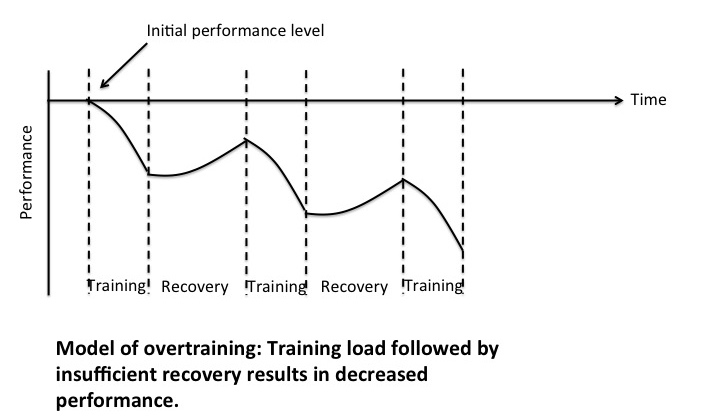 Initial performance level
Time
Performance
Training
Recovery
Training
Recovery
Training
Model of overtraining: Training load followed by
insufficient recovery results in decreased
performance.